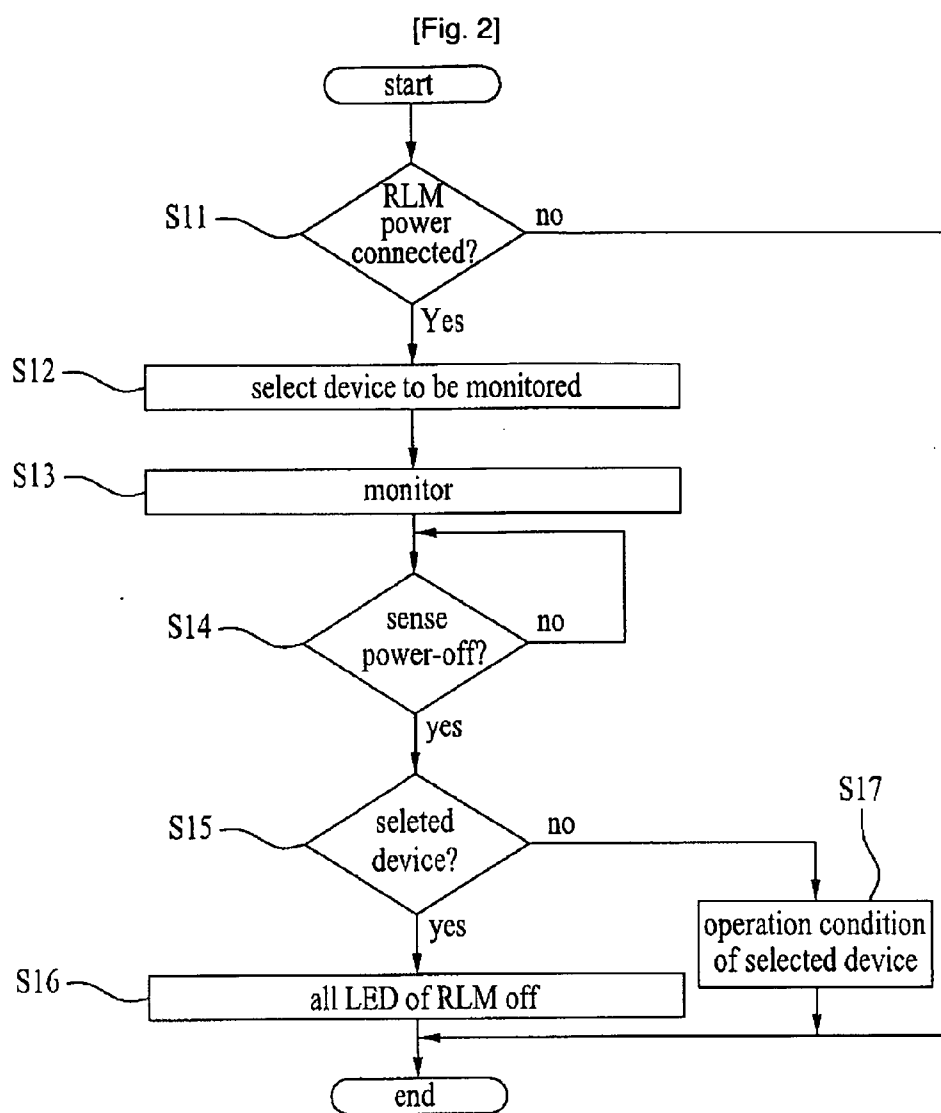 [Fig. 2]
start
S11
RLM
power
connected?
no
Yes
S12
select device to be monitored
S13
monitor
S14
sense
power-off?
no
yes
S15
seleted
device?
no
S17
yes
operation condition
of selected device
S16
all LED of RLM off
end